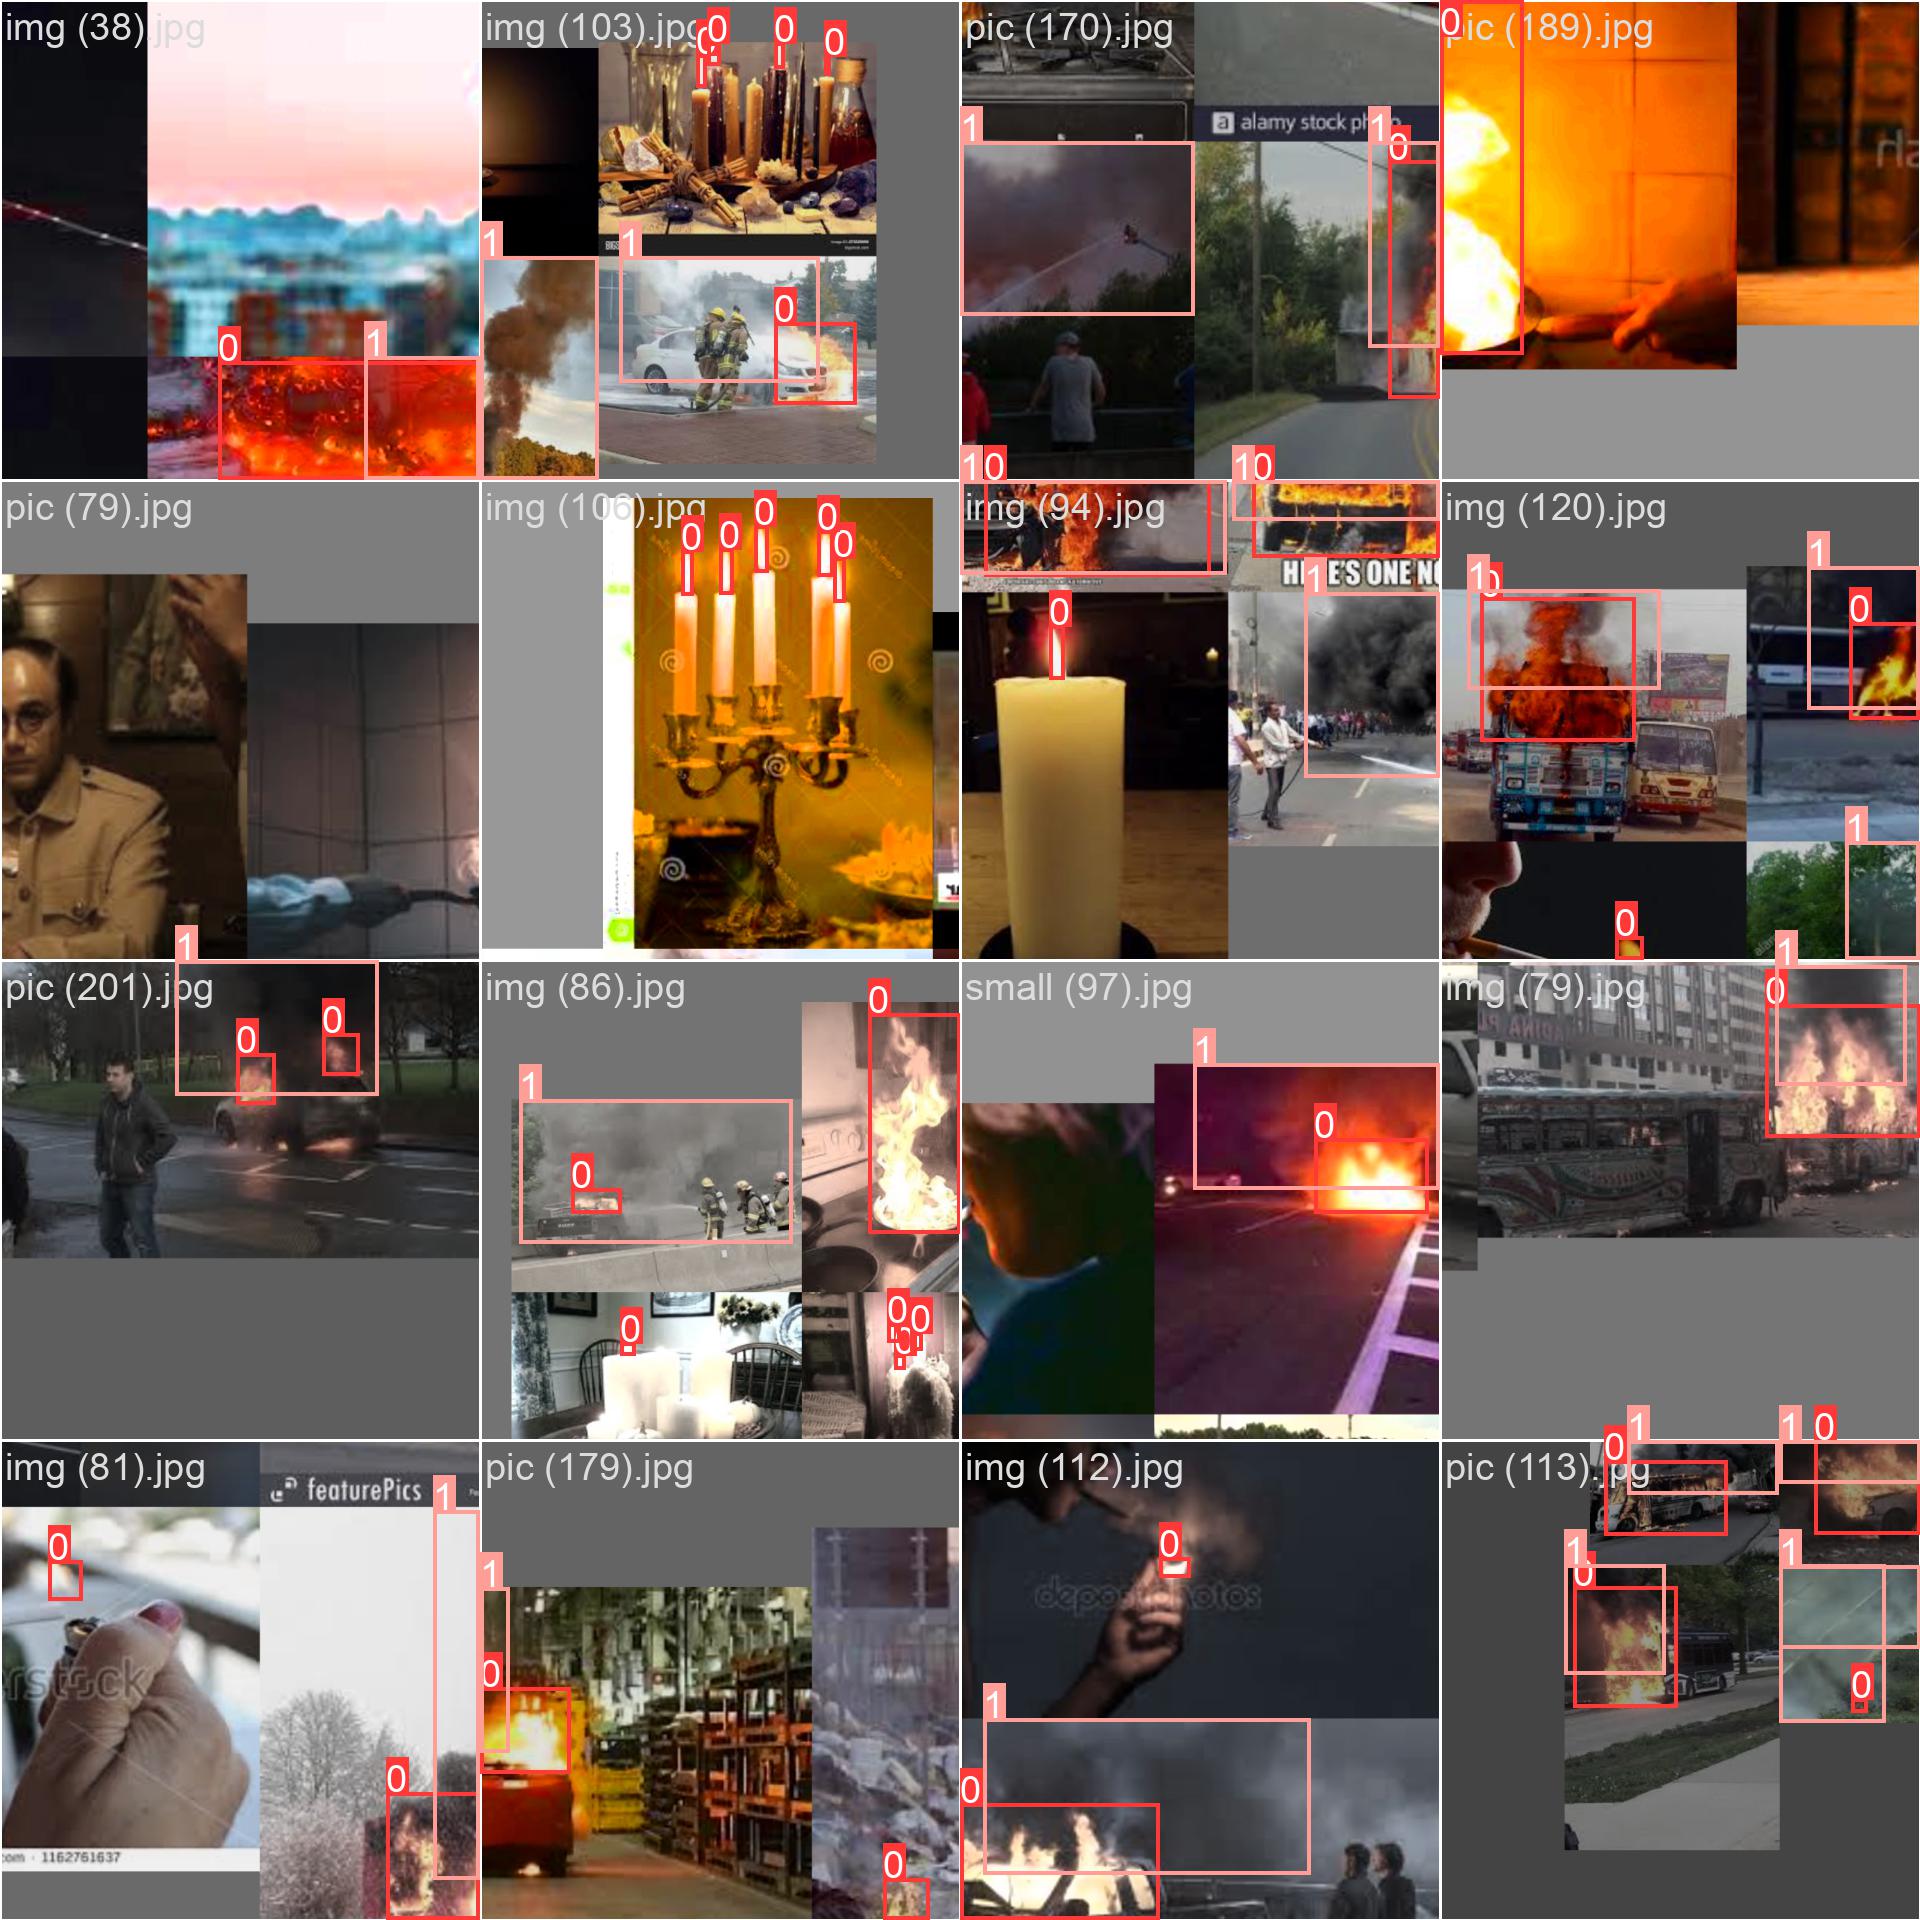 img (38).jpg
img (103).jpg
pic (170).jpg
pic (189).jpg
1
0
0
0
0
a alamy stock
1
1
0
0
1
1
0
0
1
10
10
pic (79).jpg
img (106).jpg
img (94).jpg
img (120).jpg
0
0
0
0
0
1
1
0
HERE'S ONE NO
1
0
0
1
0
1
pic (201).jpg
img (86).jpg
small (97).jpg
img (79).jpg
1
1
0
0
0
0
1
0
1
0
0
0
0
img (81).jpg
pic (179).jpg
img (112).jpg
pic (113).jpg
featurePics
1
0
1
0
0
1
0
1
0
1
0
1
0
depositphotos
0
0
1
0
com · 1162761637